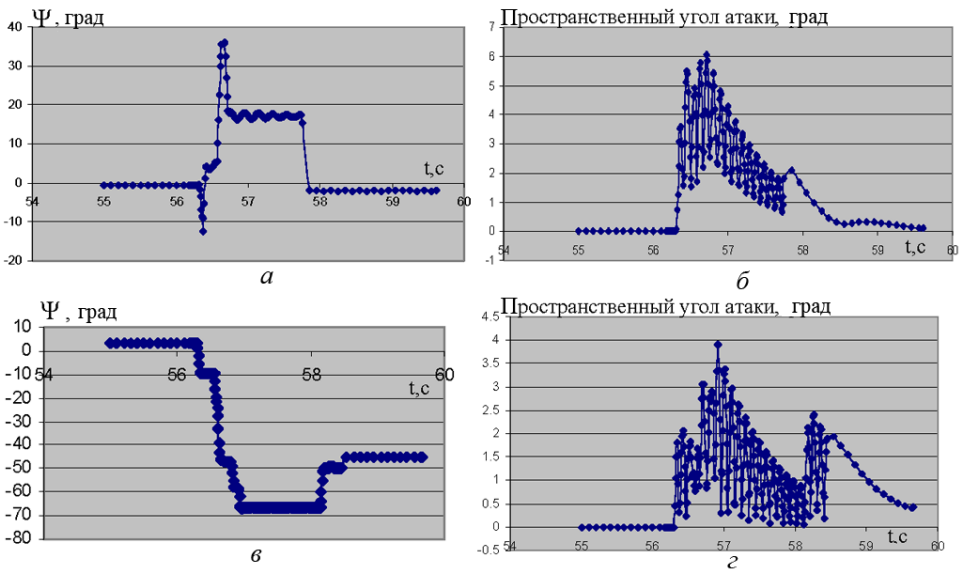 Ψ, град
40
30
20
10
0
-10
-20
54 55 56 57 58 59 60
t,с
а
Пространственный угол атаки, град
7
6
5
4
3
2
1
0
-1
54 55 56 57 58 59 60
t,с
б
Ψ , град
10
0
-10
-20
-30
-40
-50
-60
-70
-80
54 56 58 60
t,с
в
Пространственный угол атаки, град
4.5
4
3.5
3
2.5
2
1.5
1
0.5
0
-0.5
54 55 56 57 58 59 60
t,с
г